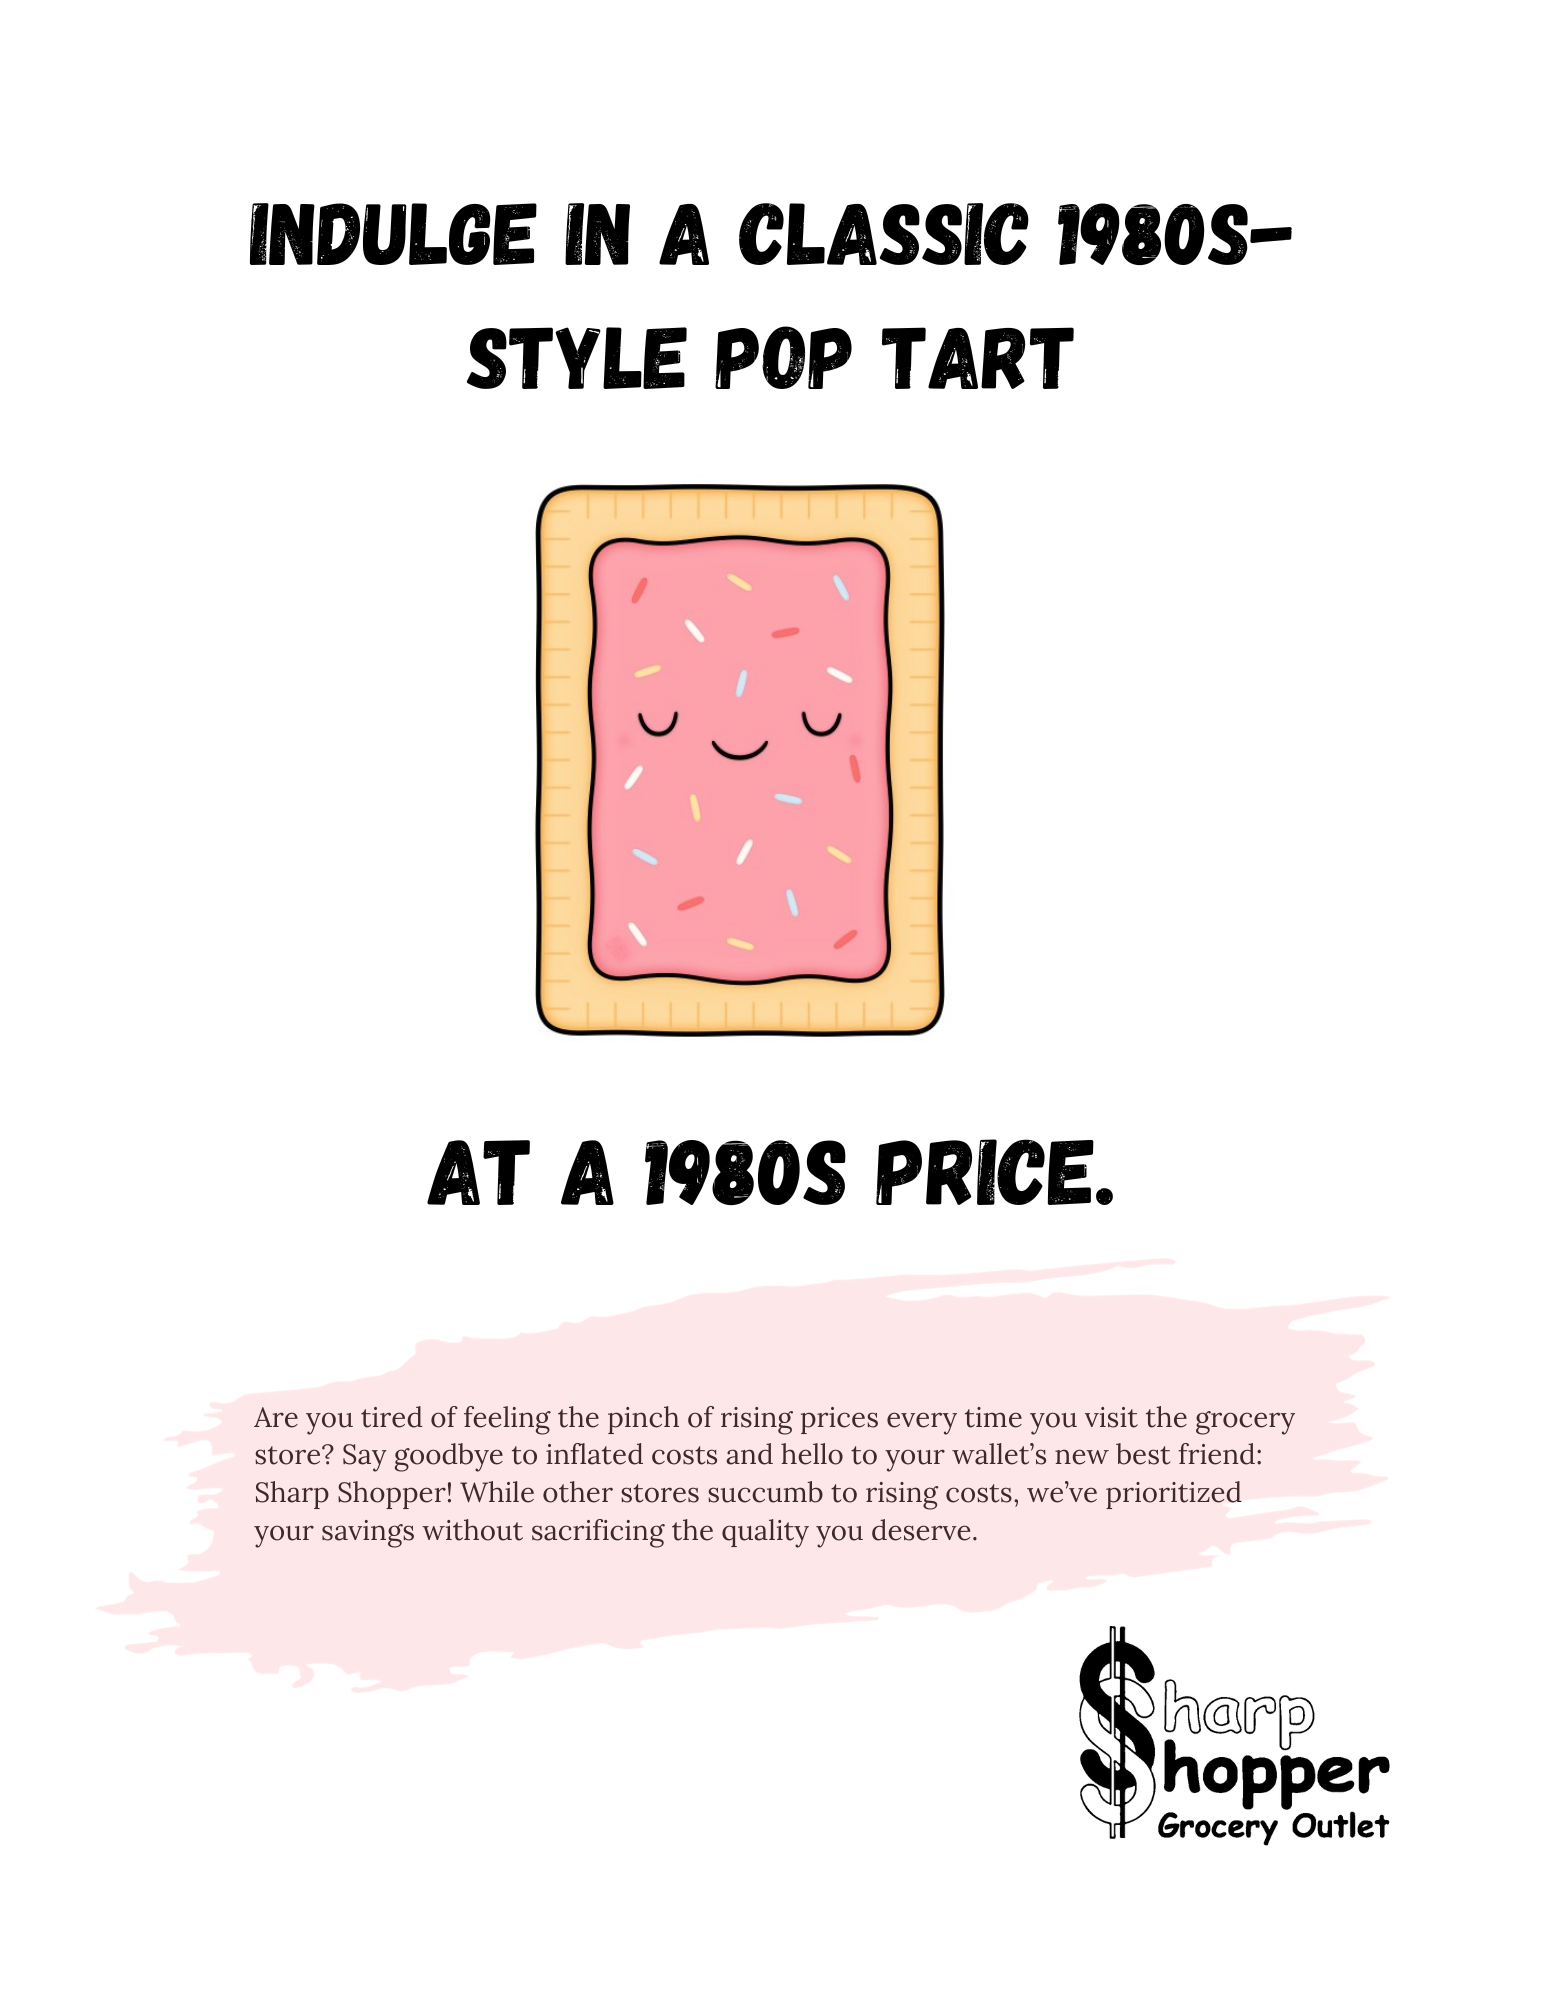 INDULGE IN A CLASSIC 1980S-
STYLE POP TART
AT A 1980S PRICE.
Are you tired of feeling the pinch of rising prices every time you visit the grocery
store? Say goodbye to inflated costs and hello to your wallet’s new best friend:
Sharp Shopper! While other stores succumb to rising costs, we’ve prioritized
your savings without sacrificing the quality you deserve.
$harp
$hopper
Grocery Outlet